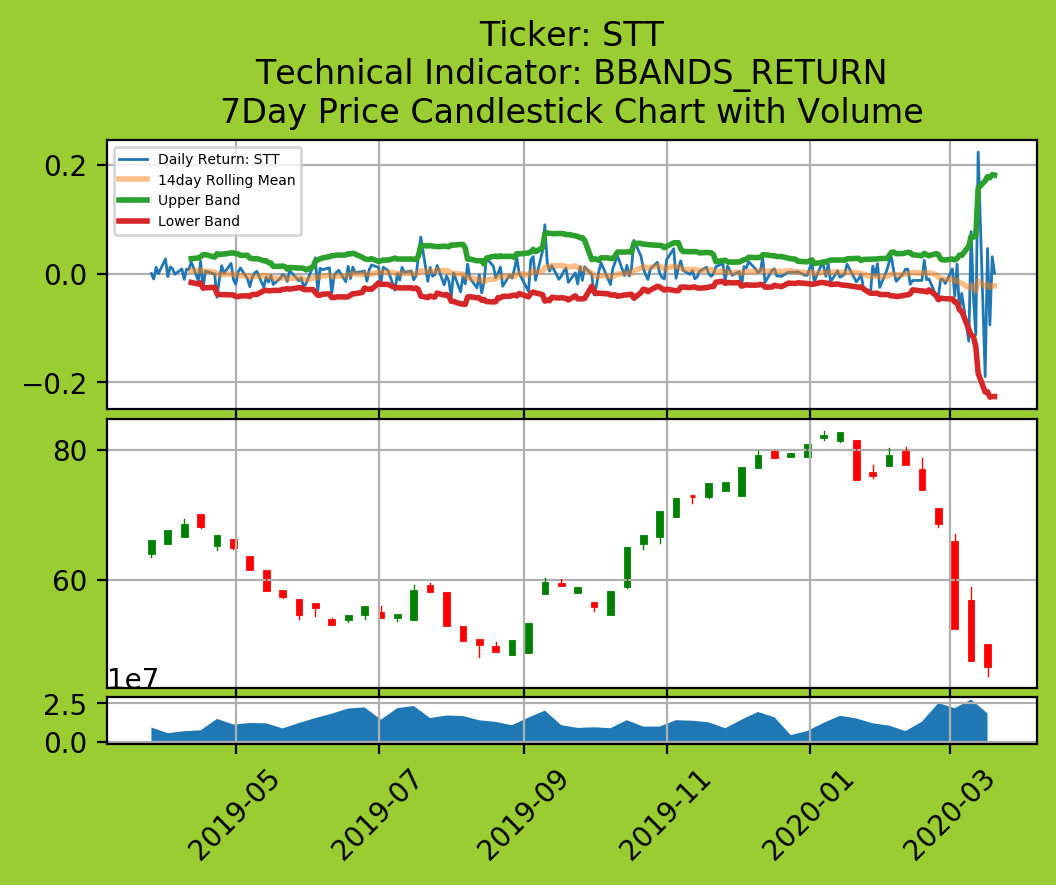 Ticker: STT
Technical Indicator: BBANDS_RETURN
7Day Price Candlestick Chart with Volume
0.2
0.0
−0.2
Daily Return: STT
14day Rolling Mean
Upper Band
Lower Band
80
60
1e7
2.5
0.0
2019-05
2019-07
2019-09
2019-11
2020-01
2020-03